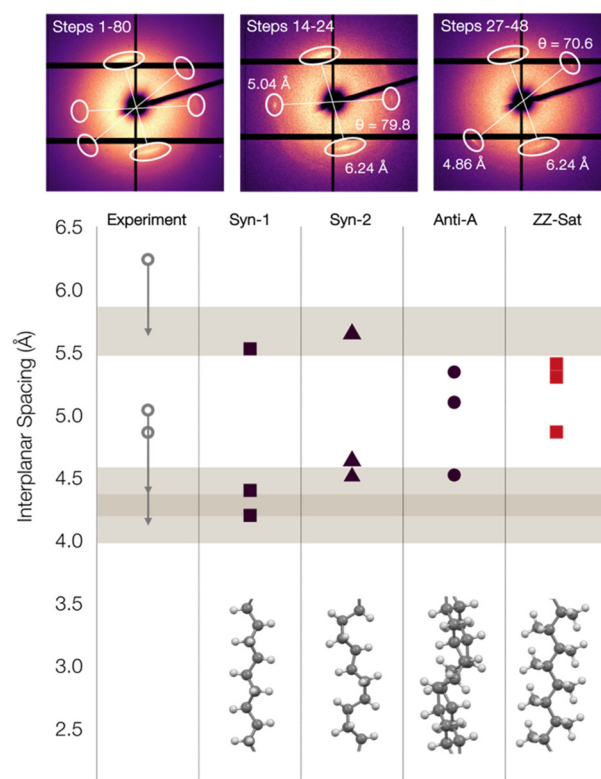 Steps 1-80
Steps 14-24
5.04 Å
θ = 79.8
6.24 Å
Steps 27-48
θ = 70.6
4.86 Å
6.24 Å
Experiment
Syn-1
Syn-2
Anti-A
ZZ-Sat
Interplanar Spacing (Å)
6.5
6.0
5.5
5.0
4.5
4.0
3.5
3.0
2.5